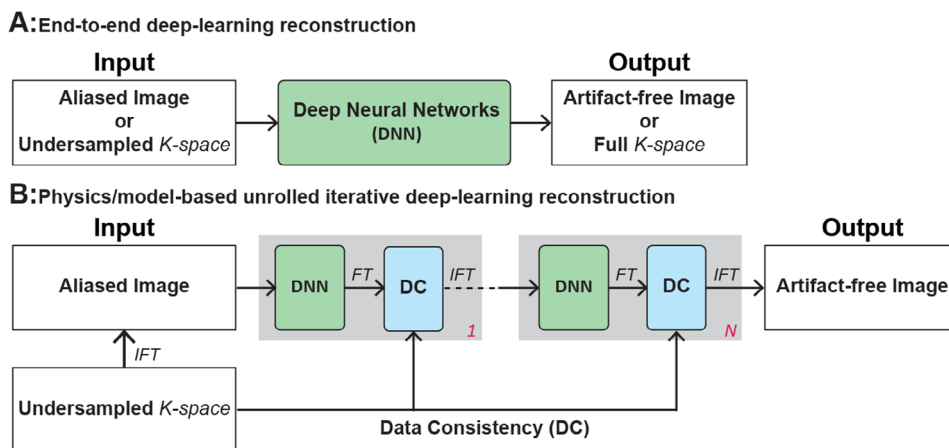 A:End-to-end deep-learning reconstruction
Input
Output
Aliased Image
or
Undersampled K-space
Deep Neural Networks
(DNN)
Artifact-free Image
or
Full K-space
B:Physics/model-based unrolled iterative deep-learning reconstruction
Input
Output
Aliased Image
DNN
FT
DC
IFT
1
DNN
FT
DC
IFT
N
Artifact-free Image
IFT
Undersampled K-space
Data Consistency (DC)